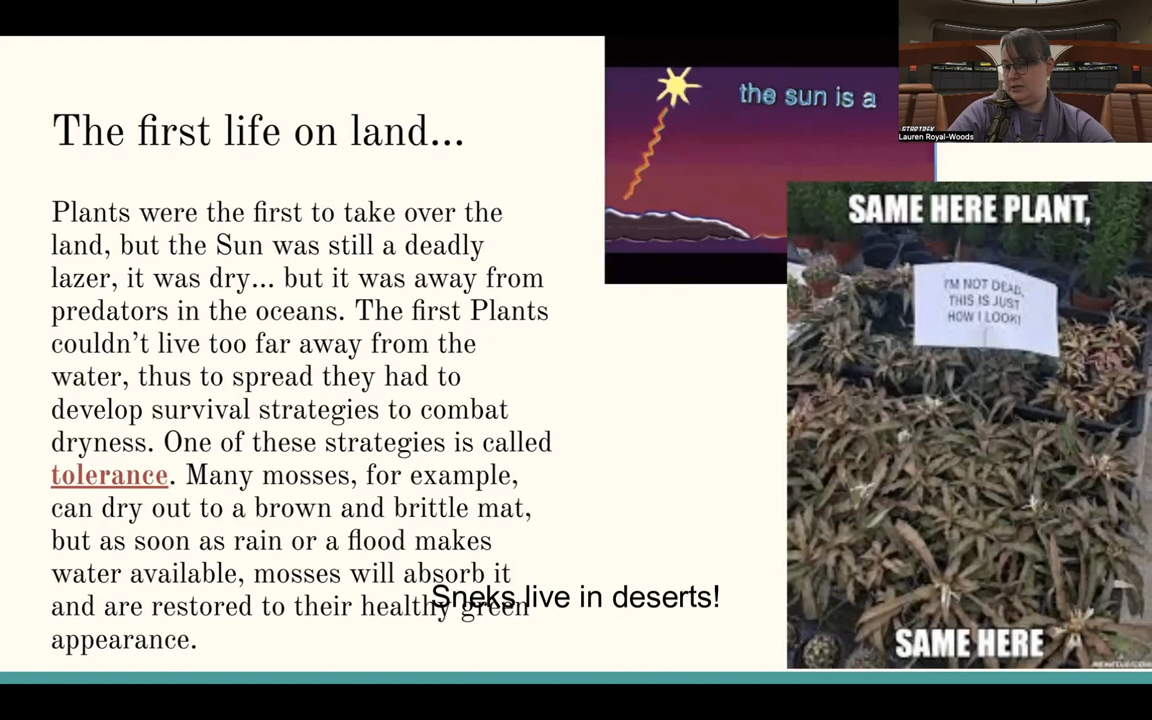 The first life on land...
Plants were the first to take over the
land, but the Sun was still a deadly
lazer, it was dry... but it was away from
predators in the oceans. The first Plants
couldn't live too far away from the
water, thus to spread they had to
develop survival strategies to combat
dryness. One of these strategies is called
tolerance. Many mosses, for example,
can dry out to a brown and brittle mat,
but as soon as rain or a flood makes
water available, mosses will absorb it
and are restored to their healthy green
appearance.
Sneks live in deserts!
the sun is a
Lauren Royal-Woods
SAME HERE PLANT,
I'M NOT DEAD,
THIS IS JUST
HOW I LOOK!
SAME HERE